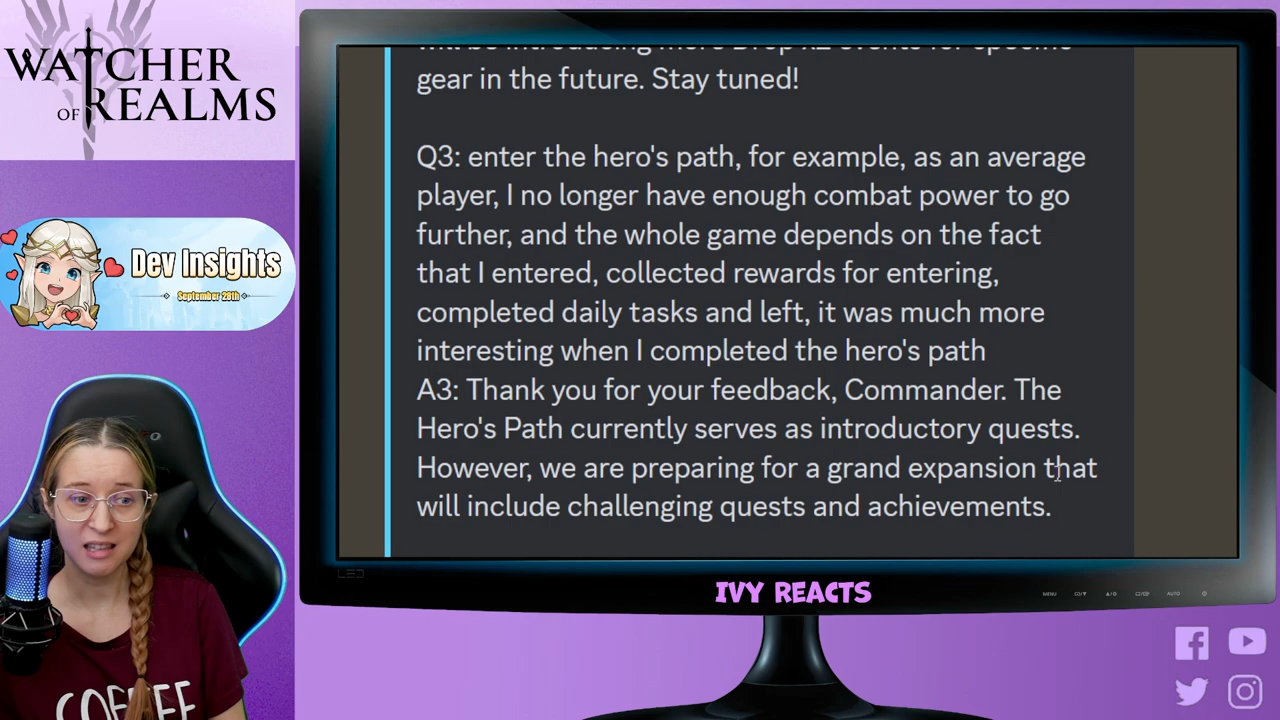 WATCHER
OF REALMS
Dev Insights
September 28th
gear in the future. Stay tuned!
Q3: enter the hero's path, for example, as an average
player, I no longer have enough combat power to go
further, and the whole game depends on the fact
that I entered, collected rewards for entering,
completed daily tasks and left, it was much more
interesting when I completed the hero's path
A3: Thank you for your feedback, Commander. The
Hero's Path currently serves as introductory quests.
However, we are preparing for a grand expansion that
will include challenging quests and achievements.
IVY REACTS
MENU
AUTO
COFFEE